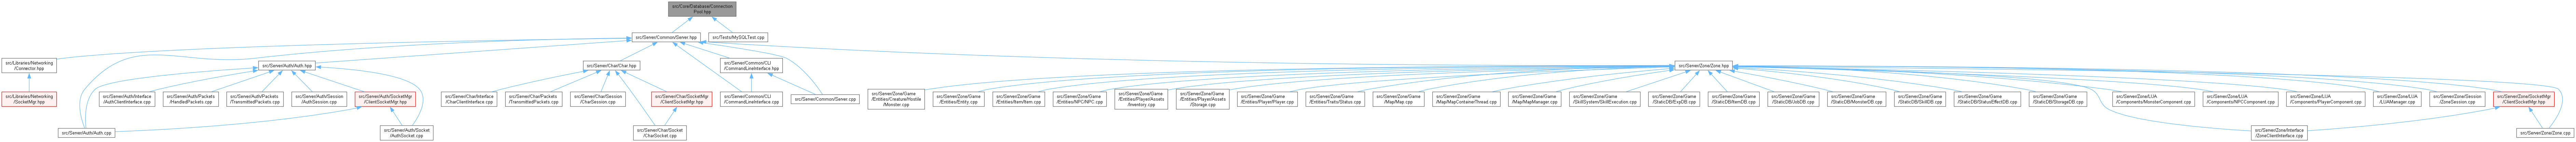 src/Core/Database/Connection
Pool.hpp
src/Server/Common/Server.hpp
src/Tests/MySQLTest.cpp
src/Libraries/Networking
/Connector.hpp
src/Server/Auth/Auth.hpp
src/Server/Char/Char.hpp
src/Server/Common/CLI
/CommandLineInterface.hpp
src/Server/Zone/Zone.hpp
src/Libraries/Networking
/SocketMgr.hpp
src/Server/Auth/Interface
/AuthClientInterface.cpp
src/Server/Auth/Packets
/HandledPackets.cpp
src/Server/Auth/Packets
/TransmittedPackets.cpp
src/Server/Auth/Session
/AuthSession.cpp
src/Server/Auth/SocketMgr
/ClientSocketMgr.hpp
src/Server/Char/Interface
/CharClientInterface.cpp
src/Server/Char/Packets
/TransmittedPackets.cpp
src/Server/Char/Session
/CharSession.cpp
src/Server/Char/SocketMgr
/ClientSocketMgr.hpp
src/Server/Common/CLI
/CommandLineInterface.cpp
src/Server/Common/Server.cpp
src/Server/Zone/Game
/Entities/Creature/Hostile
/Monster.cpp
src/Server/Zone/Game
/Entities/Entity.cpp
src/Server/Zone/Game
/Entities/Item/Item.cpp
src/Server/Zone/Game
/Entities/NPC/NPC.cpp
src/Server/Zone/Game
/Entities/Player/Assets
/Inventory.cpp
src/Server/Zone/Game
/Entities/Player/Assets
/Storage.cpp
src/Server/Zone/Game
/Entities/Player/Player.cpp
src/Server/Zone/Game
/Entities/Traits/Status.cpp
src/Server/Zone/Game
/Map/Map.cpp
src/Server/Zone/Game
/Map/MapContainerThread.cpp
src/Server/Zone/Game
/Map/MapManager.cpp
src/Server/Zone/Game
/SkillSystem/SkillExecution.cpp
src/Server/Zone/Game
/StaticDB/ExpDB.cpp
src/Server/Zone/Game
/StaticDB/ItemDB.cpp
src/Server/Zone/Game
/StaticDB/JobDB.cpp
src/Server/Zone/Game
/StaticDB/MonsterDB.cpp
src/Server/Zone/Game
/StaticDB/SkillDB.cpp
src/Server/Zone/Game
/StaticDB/StatusEffectDB.cpp
src/Server/Zone/Game
/StaticDB/StorageDB.cpp
src/Server/Zone/LUA
/Components/MonsterComponent.cpp
src/Server/Zone/LUA
/Components/NPCComponent.cpp
src/Server/Zone/LUA
/Components/PlayerComponent.cpp
src/Server/Zone/LUA
/LUAManager.cpp
src/Server/Zone/Session
/ZoneSession.cpp
src/Server/Zone/SocketMgr
/ClientSocketMgr.hpp
src/Server/Auth/Auth.cpp
src/Server/Auth/Socket
/AuthSocket.cpp
src/Server/Char/Socket
/CharSocket.cpp
src/Server/Zone/Interface
/ZoneClientInterface.cpp
src/Server/Zone/Zone.cpp